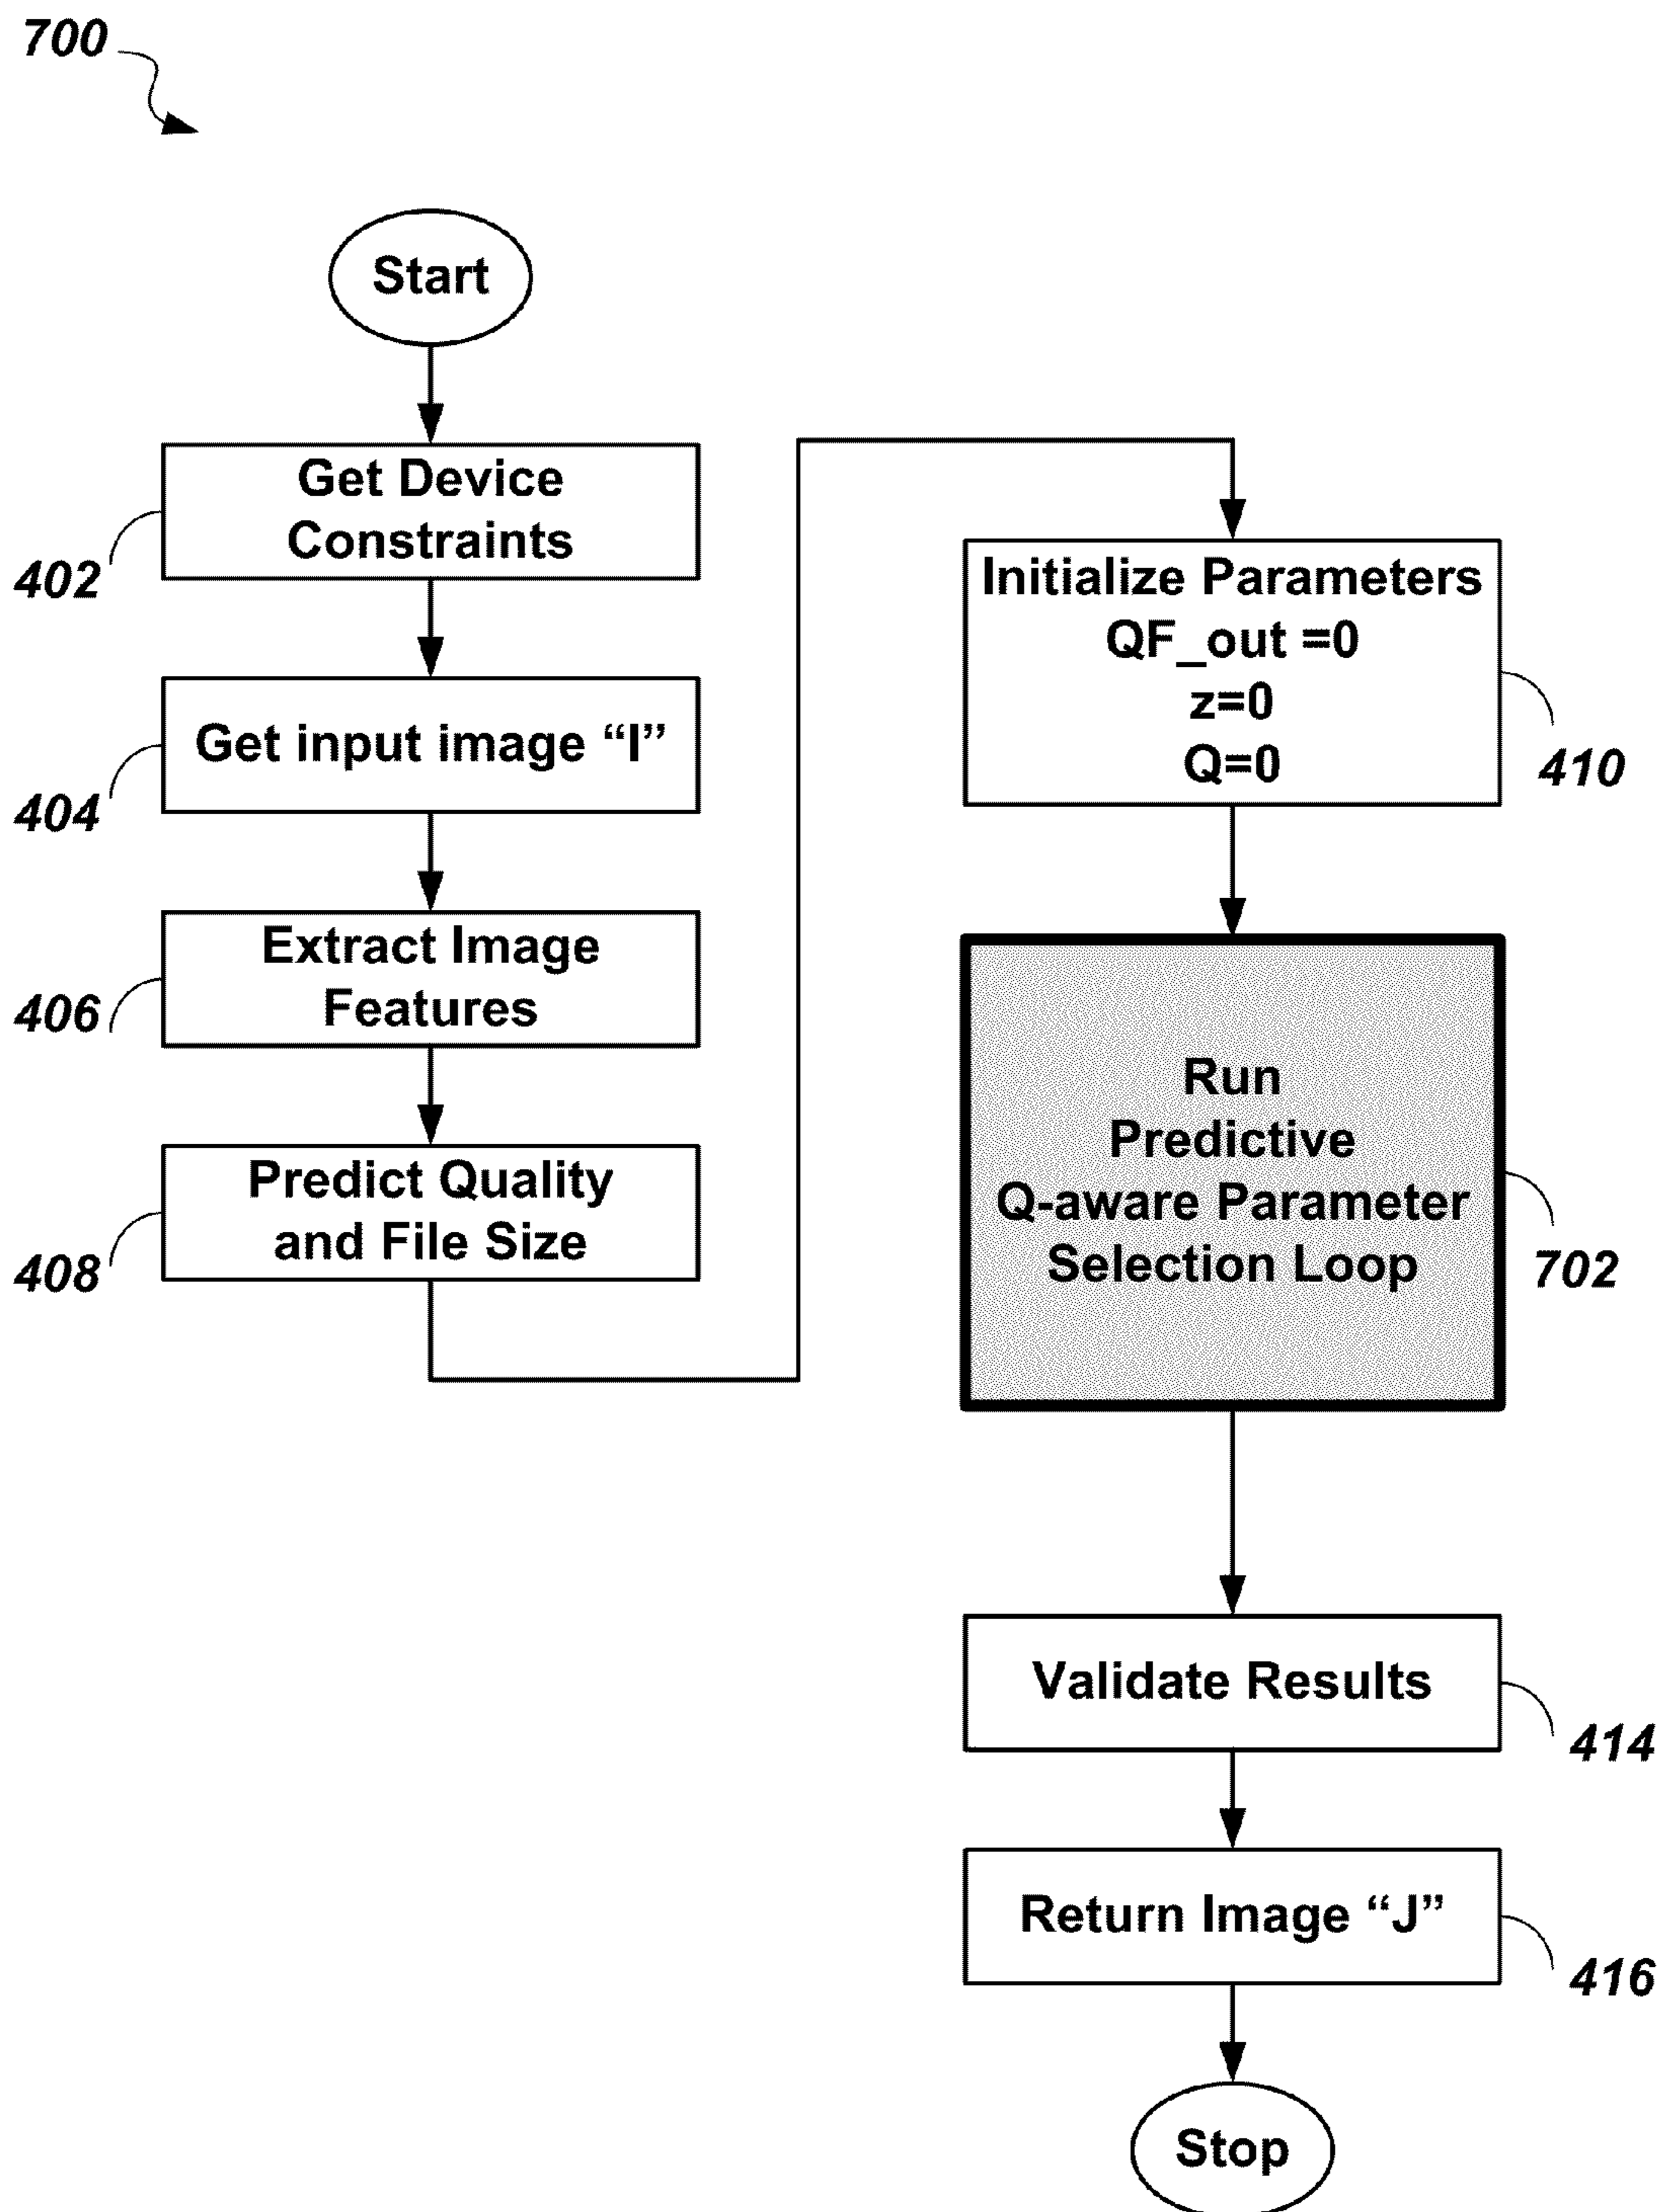 700
Start
Get Device
Constraints
402
Get input image “I”
404
Extract Image
Features
406
Predict Quality
and File Size
408
Initialize Parameters
QF_out =0
z=0
Q=0
410
Run
Predictive
Q-aware Parameter
Selection Loop
702
Validate Results
414
Return Image “J”
416
Stop